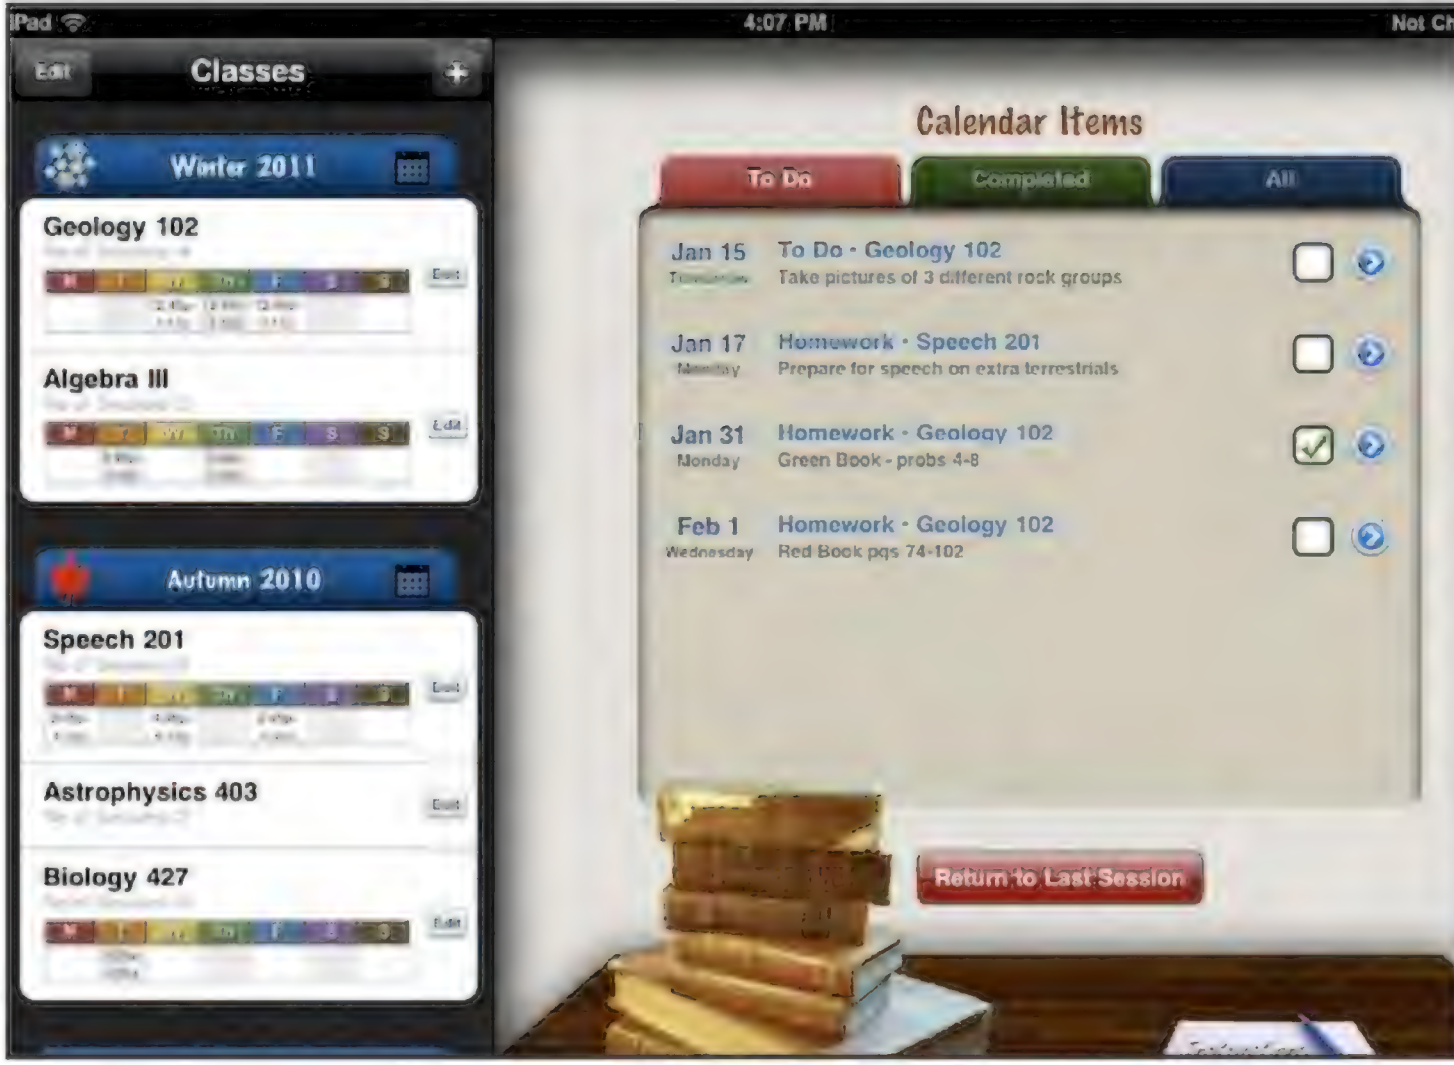 iPad
4:07 PM
Not Ch
Edit
Classes
+
Winter 2011
Geology 102
M T W Th F S S
Edit
Algebra III
M T W Th F S S
Edit
Autumn 2010
Speech 201
M T W Th F S S
Edit
Astrophysics 403
Edit
Biology 427
M T W Th F S S
Edit
Calendar Items
To Do
Completed
All
Jan 15
To Do • Geology 102
Take pictures of 3 different rock groups
Jan 17
Monday
Homework • Speech 201
Prepare for speech on extra terrestrials
Jan 31
Monday
Homework • Geology 102
Green Book - probs 4-8
Feb 1
Wednesday
Homework • Geology 102
Red Book pgs 74-102
Return to Last Session